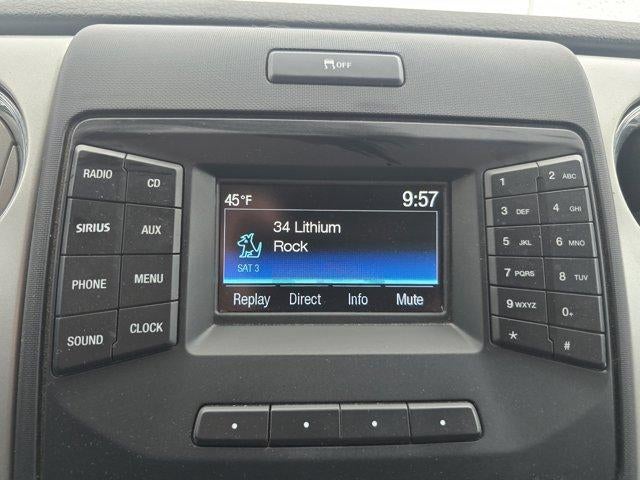 OFF
RADIO
CD
SIRIUS
AUX
PHONE
MENU
SOUND
CLOCK
45°F
9:57
34 Lithium
Rock
SAT 3
Replay Direct Info Mute
1
2 ABC
3 DEF
4 GHI
5 JKL
6 MNO
7 PQRS
8 TUV
9 WXYZ
0+
*
#